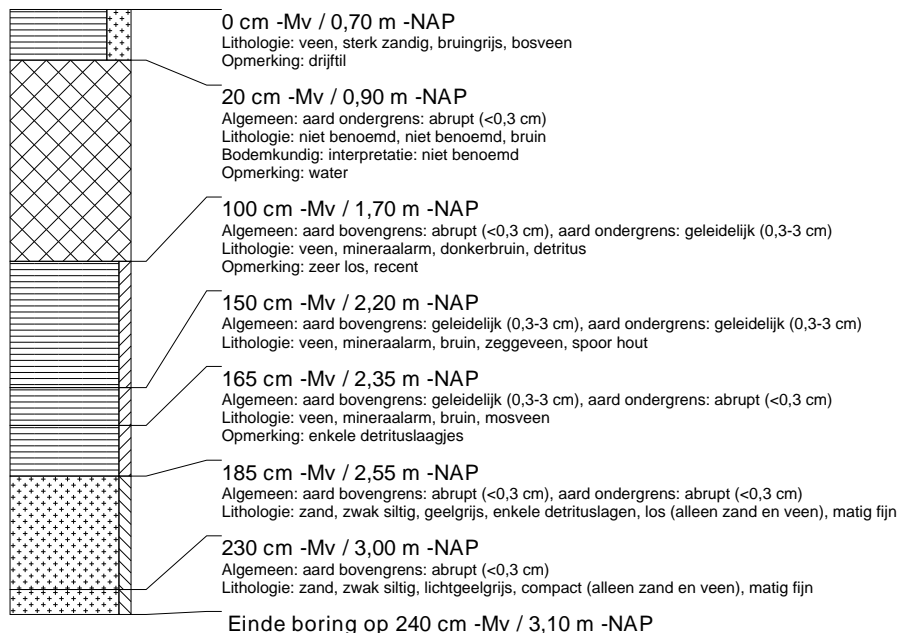 0 cm -Mv / 0,70 m -NAP
Lithologie: veen, sterk zandig, bruingrijs, bosveen
Opmerking: drijftil
20 cm -Mv / 0,90 m -NAP
Algemeen: aard ondergrens: abrupt (<0,3 cm)
Lithologie: niet benoemd, niet benoemd, bruin
Bodemkundig: interpretatie: niet benoemd
Opmerking: water
100 cm -Mv / 1,70 m -NAP
Algemeen: aard bovengrens: abrupt (<0,3 cm), aard ondergrens: geleidelijk (0,3-3 cm)
Lithologie: veen, mineraalarm, donkerbruin, detritus
Opmerking: zeer los, recent
150 cm -Mv / 2,20 m -NAP
Algemeen: aard bovengrens: geleidelijk (0,3-3 cm), aard ondergrens: geleidelijk (0,3-3 cm)
Lithologie: veen, mineraalarm, bruin, zeggeveen, spoor hout
165 cm -Mv / 2,35 m -NAP
Algemeen: aard bovengrens: geleidelijk (0,3-3 cm), aard ondergrens: abrupt (<0,3 cm)
Lithologie: veen, mineraalarm, bruin, mosveen
Opmerking: enkele detrituslaagjes
185 cm -Mv / 2,55 m -NAP
Algemeen: aard bovengrens: abrupt (<0,3 cm), aard ondergrens: abrupt (<0,3 cm)
Lithologie: zand, zwak siltig, geelgrijs, enkele detrituslagen, los (alleen zand en veen), matig fijn
230 cm -Mv / 3,00 m -NAP
Algemeen: aard bovengrens: abrupt (<0,3 cm)
Lithologie: zand, zwak siltig, lichtgeelgrijs, compact (alleen zand en veen), matig fijn
Einde boring op 240 cm -Mv / 3,10 m -NAP